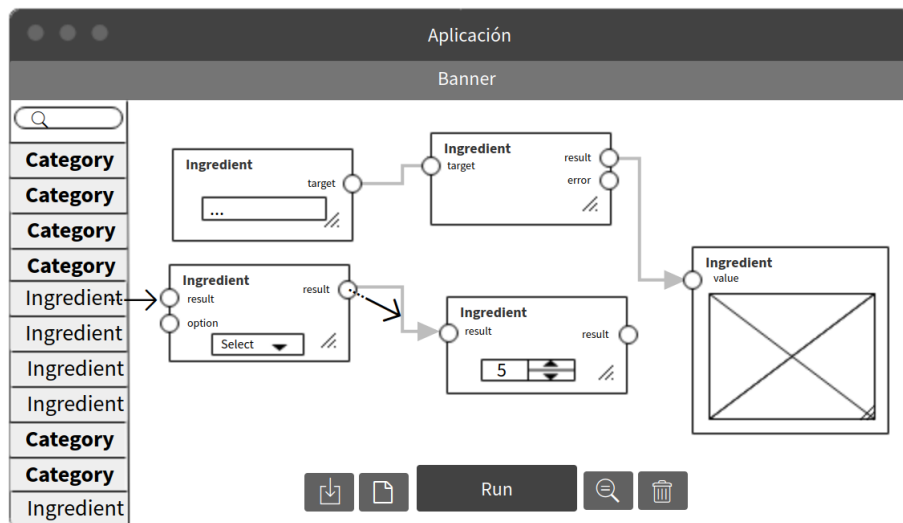 Aplicación
Banner
Category
Category
Category
Category
Ingredient
Ingredient
Ingredient
Ingredient
Category
Category
Ingredient
Ingredient
target
...
Ingredient
target
result
error
Ingredient
result
option
result
Select
Ingredient
result
result
5
Ingredient
value
Run